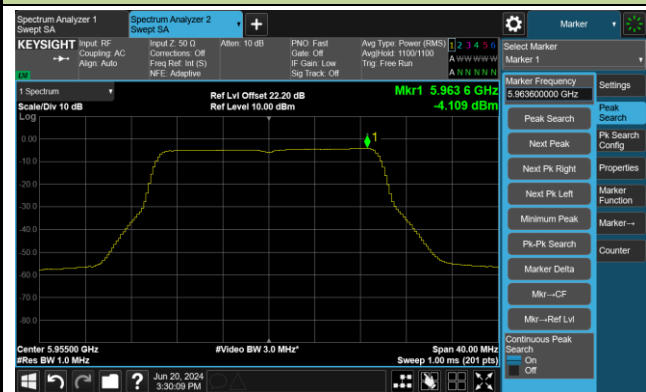 Spectrum Analyzer 1
Swept SA
Spectrum Analyzer 2
Swept SA
Marker
KEYSIGHT
Input: RF
Coupling: AC
Align: Auto
Input Z: 50 Ω
Corrections: Off
Freq Ref: Int (S)
NFE: Adaptive
Atten: 10 dB
PNO: Fast
Gate: Off
IF Gain: Low
Sig Track: Off
Avg Type: Power (RMS)
Avg|Hold: 1100/1100
Trig: Free Run
1 2 3 4 5 6
A W W W W W
A N N N N N
LXI
Select Marker
Marker 1
Marker Frequency
5.963600000 GHz
Settings
Peak Search
Peak Search
Next Peak
Pk Search Config
Next Pk Right
Properties
Next Pk Left
Marker Function
Minimum Peak
Marker→
Pk-Pk Search
Counter
Marker Delta
Mkr→CF
Mkr→Ref Lvl
Continuous Peak Search
On
Off
1 Spectrum
Scale/Div 10 dB
Log
Ref Lvl Offset 22.20 dB
Ref Level 10.00 dBm
Mkr1 5.963 6 GHz
-4.109 dBm
1
0.00
-10.0
-20.0
-30.0
-40.0
-50.0
-60.0
-70.0
-80.0
Center 5.95500 GHz
#Res BW 1.0 MHz
#Video BW 3.0 MHz*
Span 40.00 MHz
Sweep 1.00 ms (201 pts)
?
Jun 20, 2024
3:30:09 PM